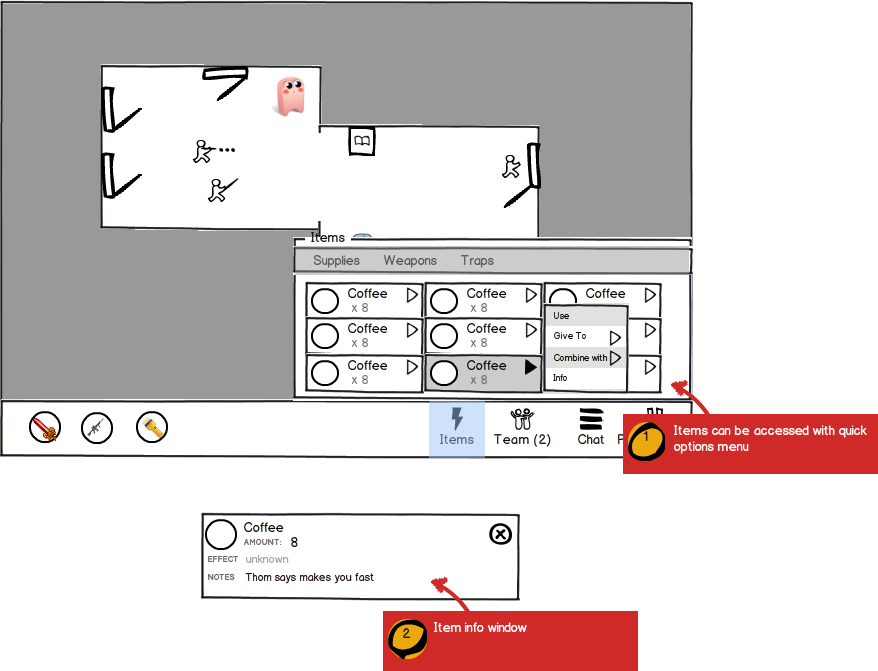 Items
Supplies Weapons Traps
Coffee Coffee Coffee
x 8 x 8
Use
Coffee Coffee
Give To
x 8 x 8
Combine with
Coffee Coffee
x 8 x 8
Info
Items Team (2) Chat P
1 Items can be accessed with quick
options menu
Coffee
AMOUNT: 8
EFFECT unknown
NOTES Thom says makes you fast
2 Item info window